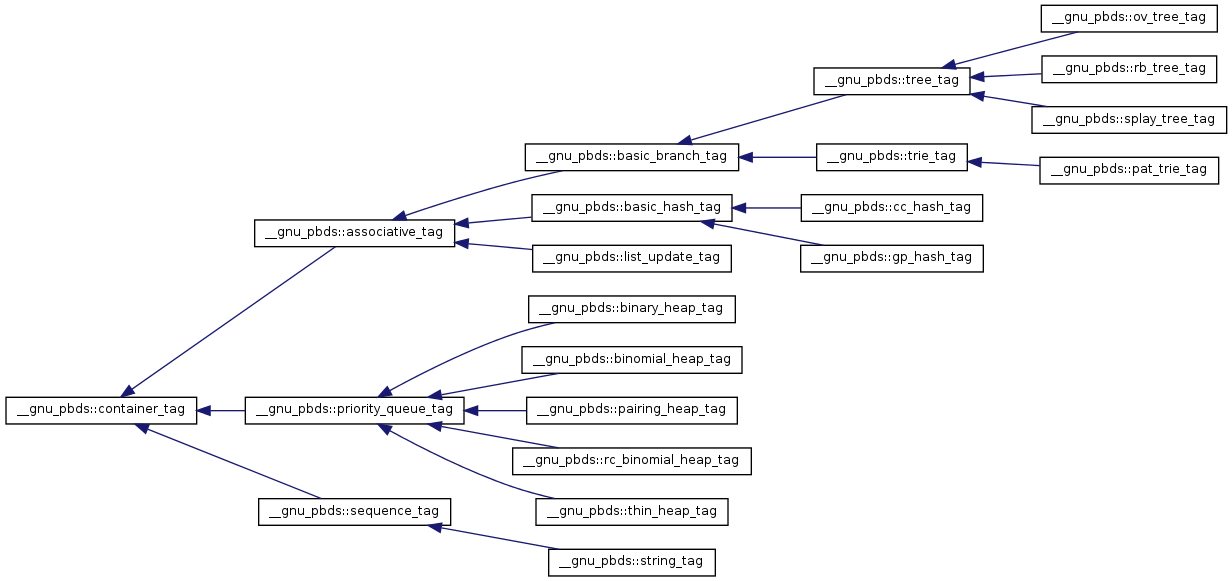 __gnu_pbds::ov_tree_tag
__gnu_pbds::rb_tree_tag
__gnu_pbds::tree_tag
__gnu_pbds::splay_tree_tag
__gnu_pbds::basic_branch_tag
__gnu_pbds::trie_tag
__gnu_pbds::pat_trie_tag
__gnu_pbds::basic_hash_tag
__gnu_pbds::cc_hash_tag
__gnu_pbds::associative_tag
__gnu_pbds::list_update_tag
__gnu_pbds::gp_hash_tag
__gnu_pbds::binary_heap_tag
__gnu_pbds::binomial_heap_tag
__gnu_pbds::container_tag
__gnu_pbds::priority_queue_tag
__gnu_pbds::pairing_heap_tag
__gnu_pbds::rc_binomial_heap_tag
__gnu_pbds::sequence_tag
__gnu_pbds::thin_heap_tag
__gnu_pbds::string_tag